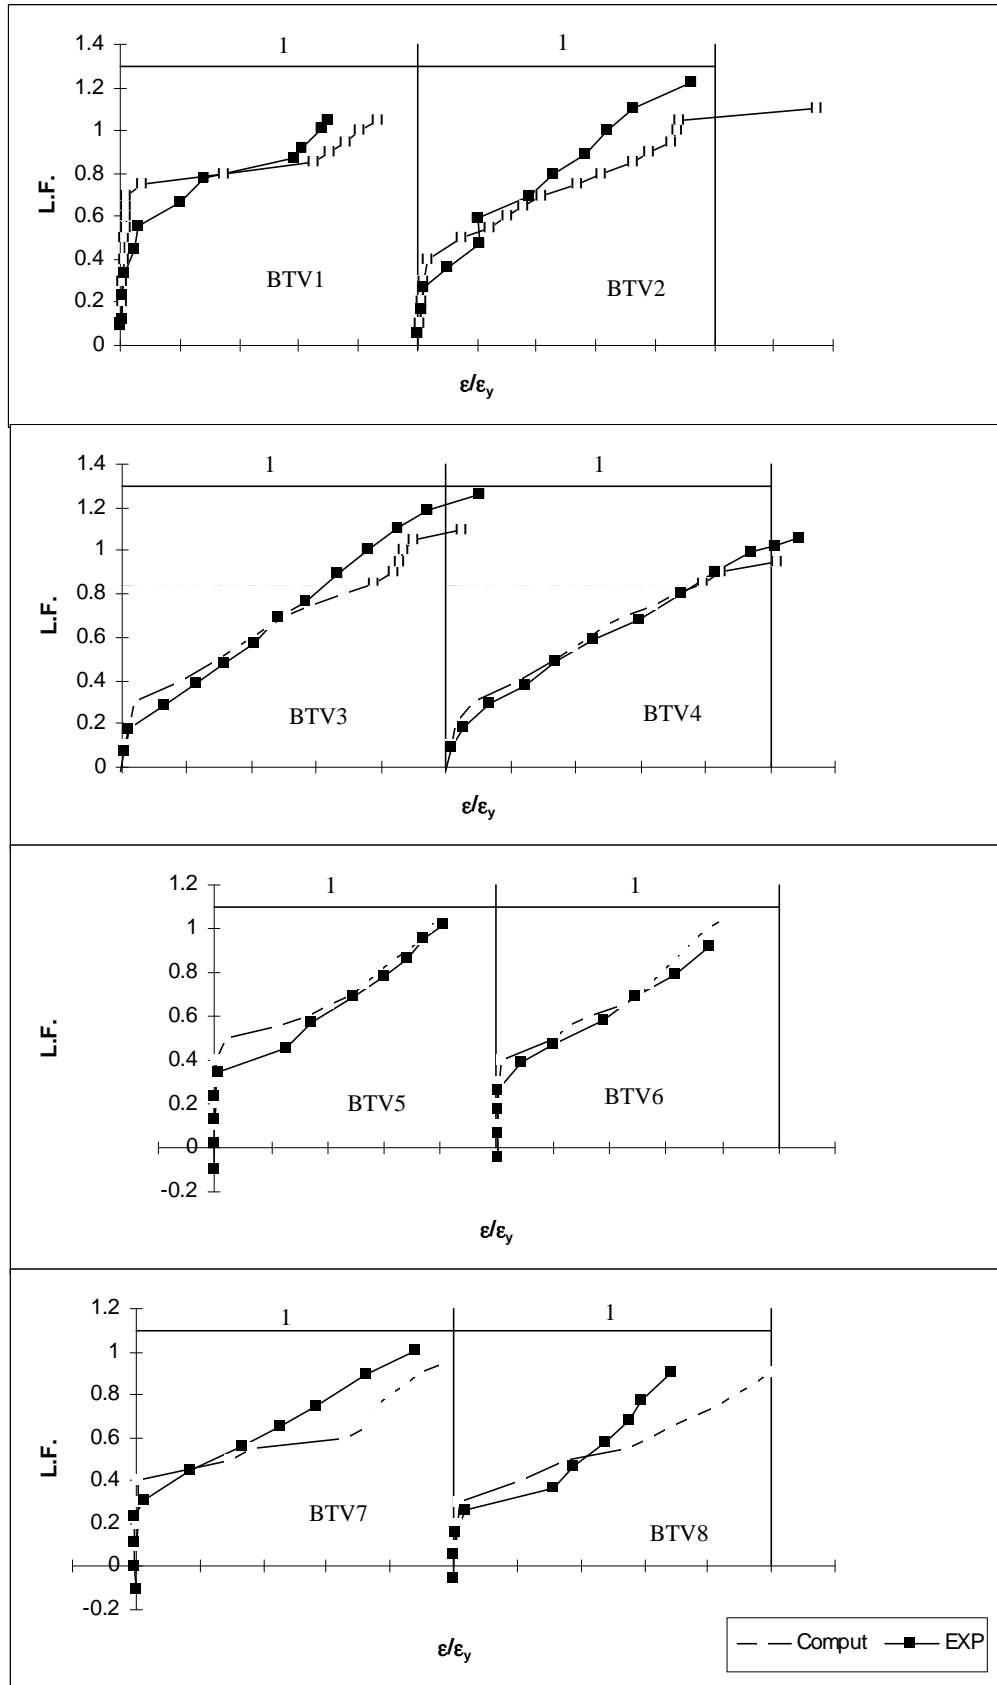 1 1
1.4
1.2
1
0.8
0.6
0.4
0.2
0
L.F.
BTV1 BTV2
ε/εy
1 1
1.4
1.2
1
0.8
0.6
0.4
0.2
0
L.F.
BTV3 BTV4
ε/εy
1 1
1.2
1
0.8
0.6
0.4
0.2
0
-0.2
L.F.
BTV5 BTV6
ε/εy
1 1
1.2
1
0.8
0.6
0.4
0.2
0
-0.2
L.F.
BTV7 BTV8
ε/εy
Comput EXP